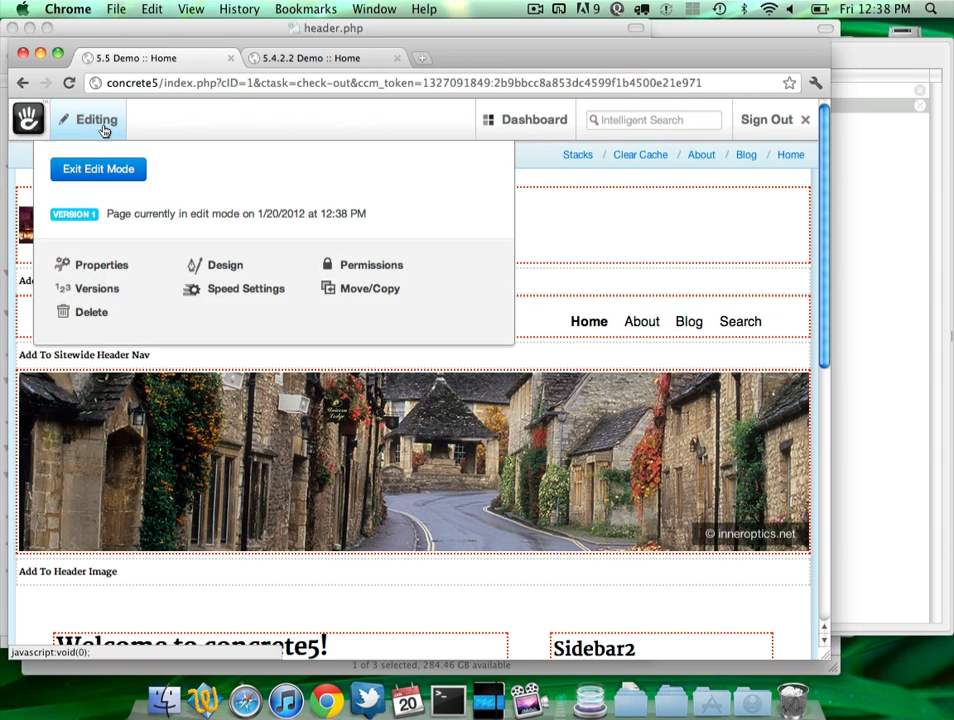 Chrome File Edit View History Bookmarks Window Help 9 Fri 12:38 PM
header.php
5.5 Demo :: Home 5.4.2.2 Demo :: Home
concrete5/index.php?cID=1&ctask=check-out&ccm_token=1327091849:2b9bbcc8a853dc4599f1b4500e21e971
Editing Dashboard Intelligent Search Sign Out
Stacks / Clear Cache / About / Blog / Home
Exit Edit Mode
VERSION 1 Page currently in edit mode on 1/20/2012 at 12:38 PM
Properties Design Permissions
123 Versions Speed Settings Move/Copy
Delete
Home About Blog Search
Add To Sitewide Header Nav
© inneroptics.net
Add To Header Image
Welcome to concrete5! Sidebar2
javascript:void(0);
1 of 3 selected, 284.46 GB available
20